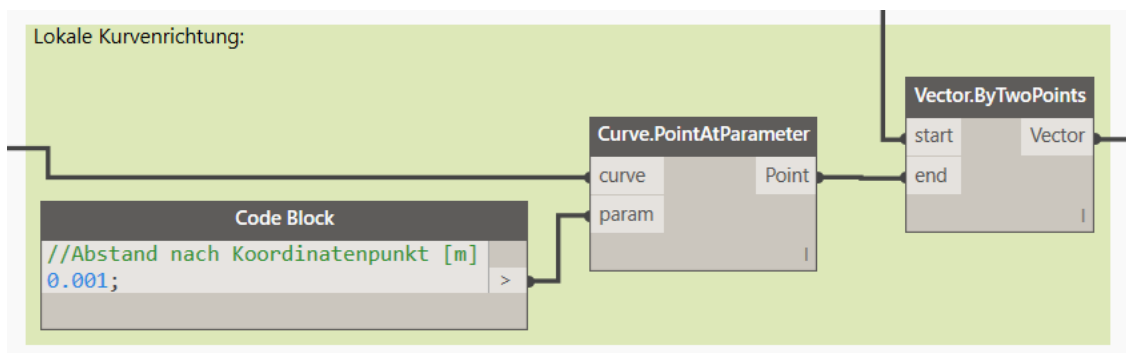 Lokale Kurvenrichtung:
Vector.ByTwoPoints
start Vector
end
Curve.PointAtParameter
curve Point
param
Code Block
//Abstand nach Koordinatenpunkt [m]
0.001; >